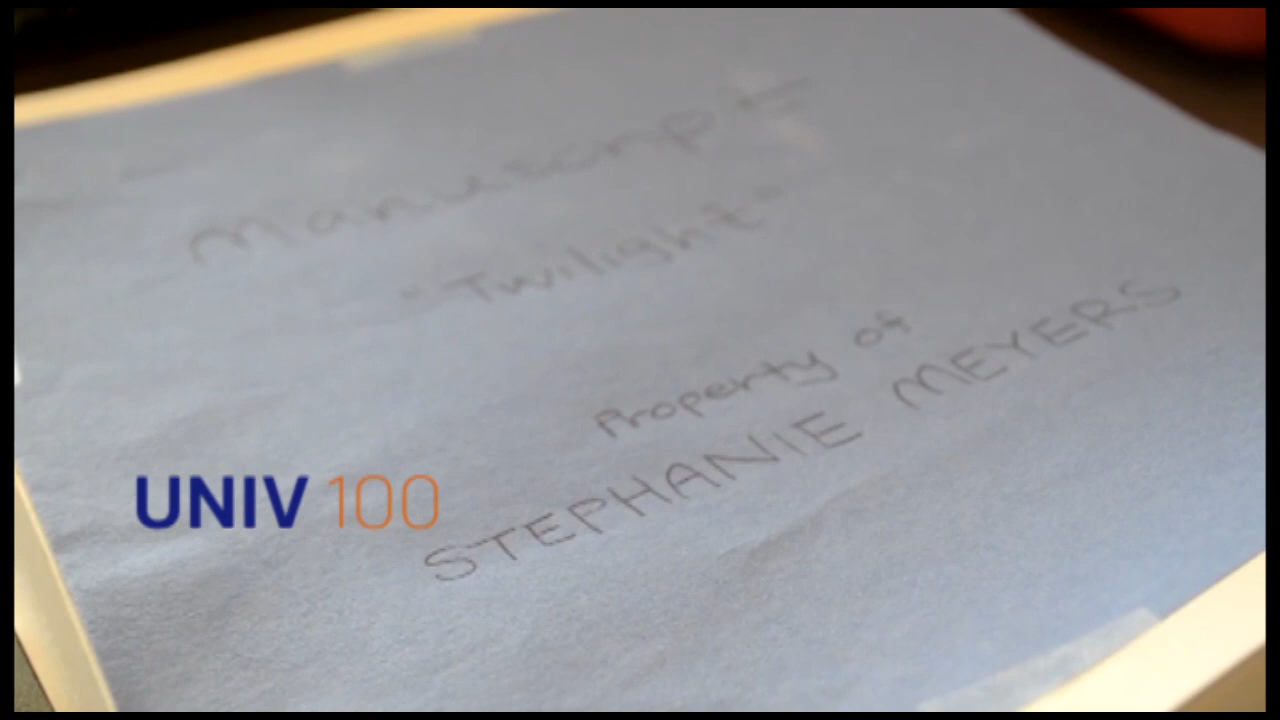 Manuscript
"Twilight"
Property of
STEPHANIE MEYERS
UNIV 100